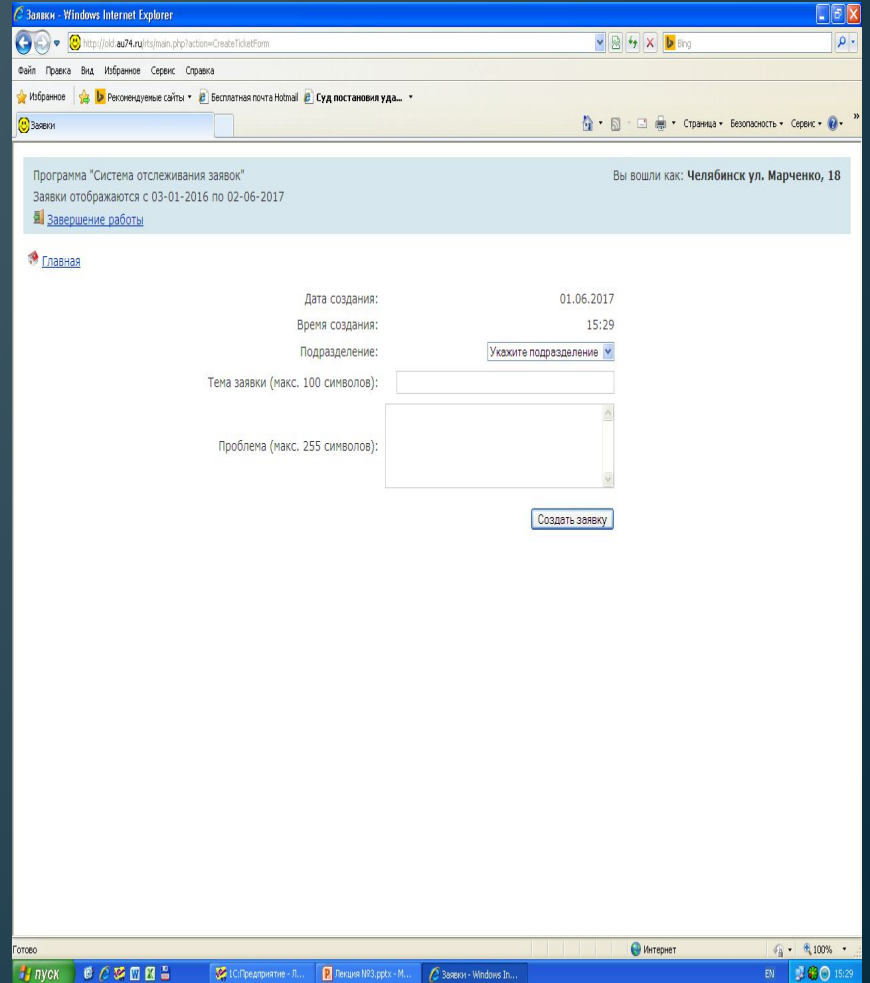 Заявки - Windows Internet Explorer
http://old.au74.ru/rts/main.php?action=CreateTicketForm
Bing
Файл Правка Вид Избранное Сервис Справка
Избранное Рекомендуемые сайты Бесплатная почта Hotmail Суд постановил уда...
Заявки
Страница Безопасность Сервис »
Программа "Система отслеживания заявок"
Вы вошли как: Челябинск ул. Марченко, 18
Заявки отображаются с 03-01-2016 по 02-06-2017
Завершение работы
Главная
Дата создания: 01.06.2017
Время создания: 15:29
Подразделение: Укажите подразделение
Тема заявки (макс. 100 символов):
Проблема (макс. 255 символов):
Создать заявку
Готово Интернет 100%
пуск 1С:Предприятие - Л... Лекция №3.pptx - M... Заявки - Windows In... EN 15:29